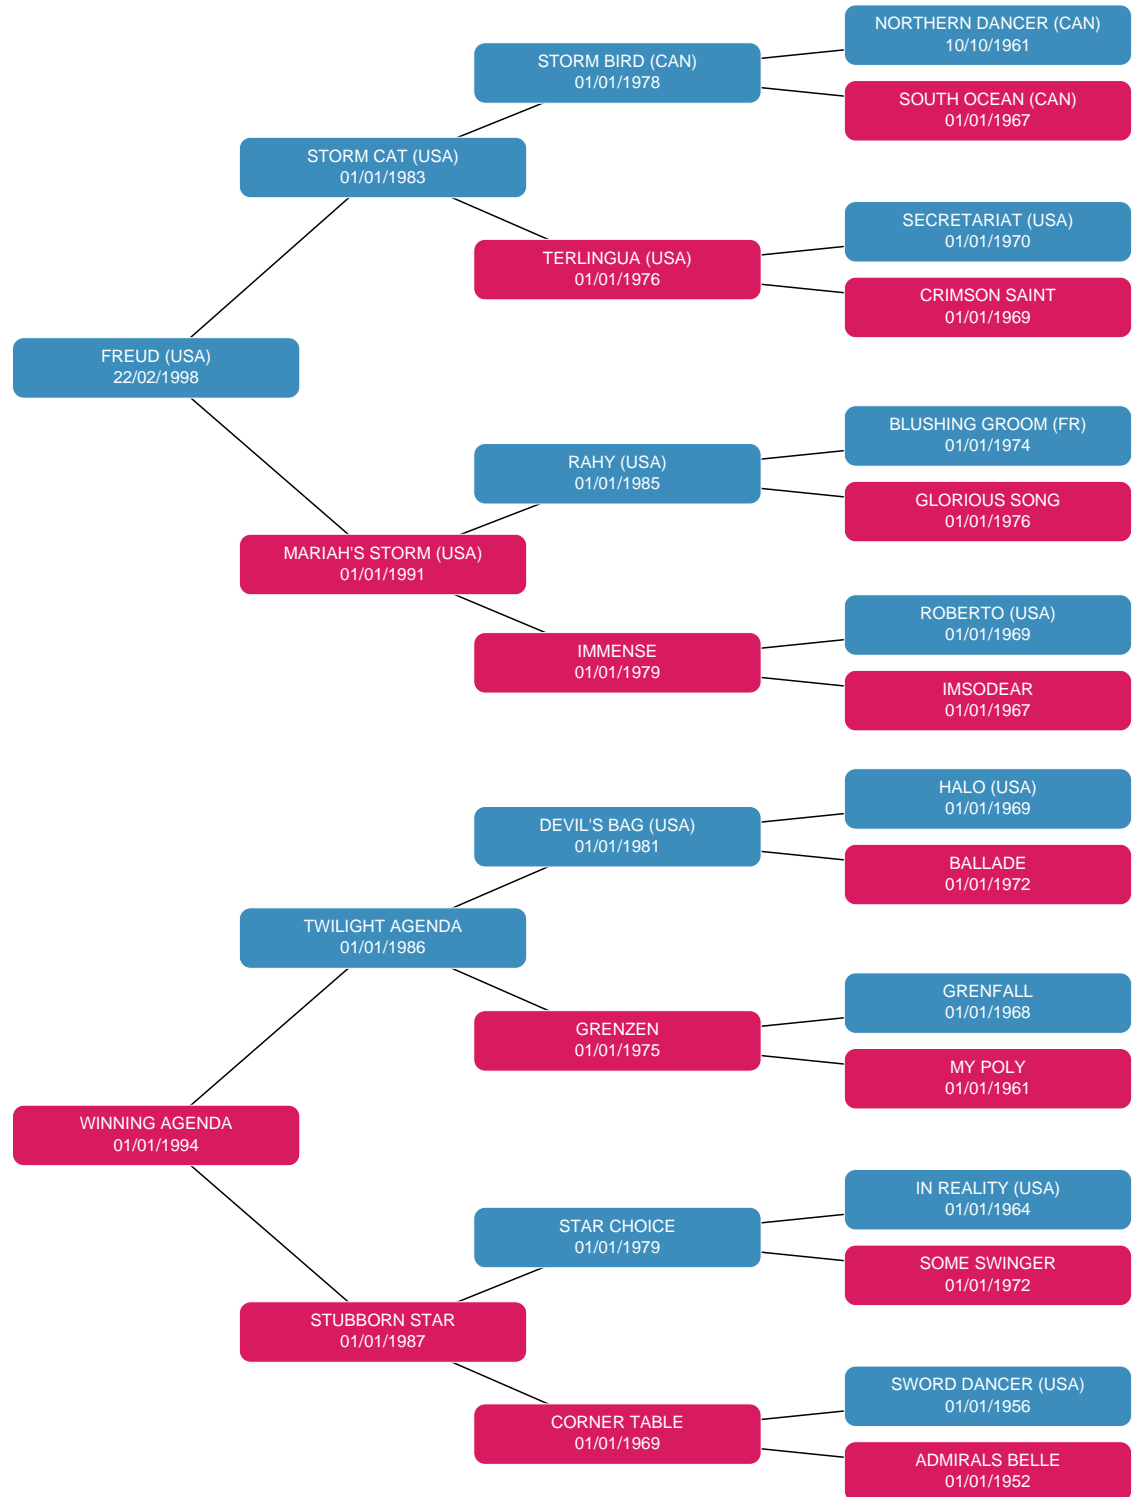 NORTHERN DANCER (CAN)
10/10/1961
STORM BIRD (CAN)
01/01/1978
SOUTH OCEAN (CAN)
01/01/1967
STORM CAT (USA)
01/01/1983
SECRETARIAT (USA)
01/01/1970
TERLINGUA (USA)
01/01/1976
CRIMSON SAINT
01/01/1969
FREUD (USA)
22/02/1998
BLUSHING GROOM (FR)
01/01/1974
RAHY (USA)
01/01/1985
GLORIOUS SONG
01/01/1976
MARIAH'S STORM (USA)
01/01/1991
ROBERTO (USA)
01/01/1969
IMMENSE
01/01/1979
IMSODEAR
01/01/1967
HALO (USA)
01/01/1969
DEVIL'S BAG (USA)
01/01/1981
BALLADE
01/01/1972
TWILIGHT AGENDA
01/01/1986
GRENFALL
01/01/1968
GRENZEN
01/01/1975
MY POLY
01/01/1961
WINNING AGENDA
01/01/1994
IN REALITY (USA)
01/01/1964
STAR CHOICE
01/01/1979
SOME SWINGER
01/01/1972
STUBBORN STAR
01/01/1987
SWORD DANCER (USA)
01/01/1956
CORNER TABLE
01/01/1969
ADMIRALS BELLE
01/01/1952